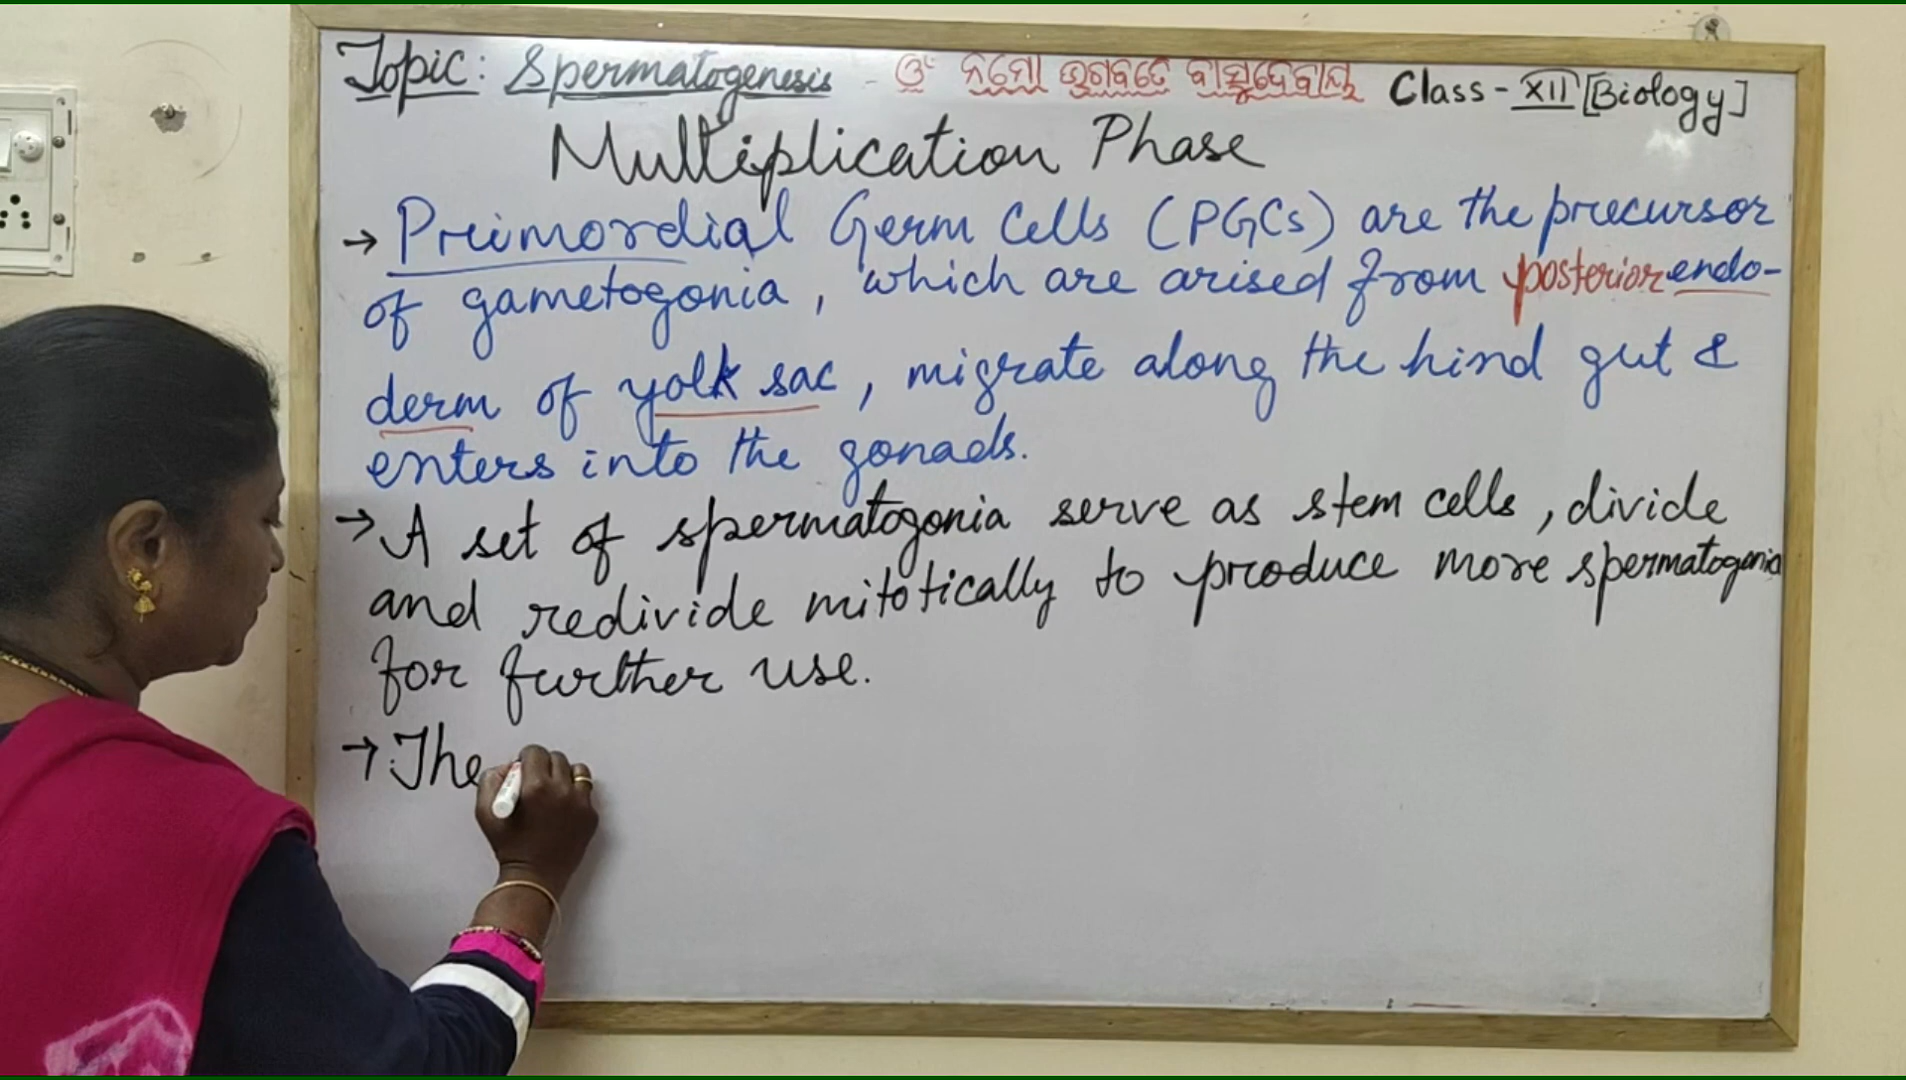 Topic: Spermatogenesis - ଓଁ ନମୋ ଭଗବତେ ବାସୁଦେବାୟ Class - XII [Biology]
Multiplication Phase
→ Primordial Germ Cells (PGCs) are the precursor
of gametogonia, which are arised from posterior endo-
derm of yolk sac, migrate along the hind gut &
enters into the gonads.
→ A set of spermatogonia serve as stem cells, divide
and redivide mitotically to produce more spermatogonia
for further use.
→ The